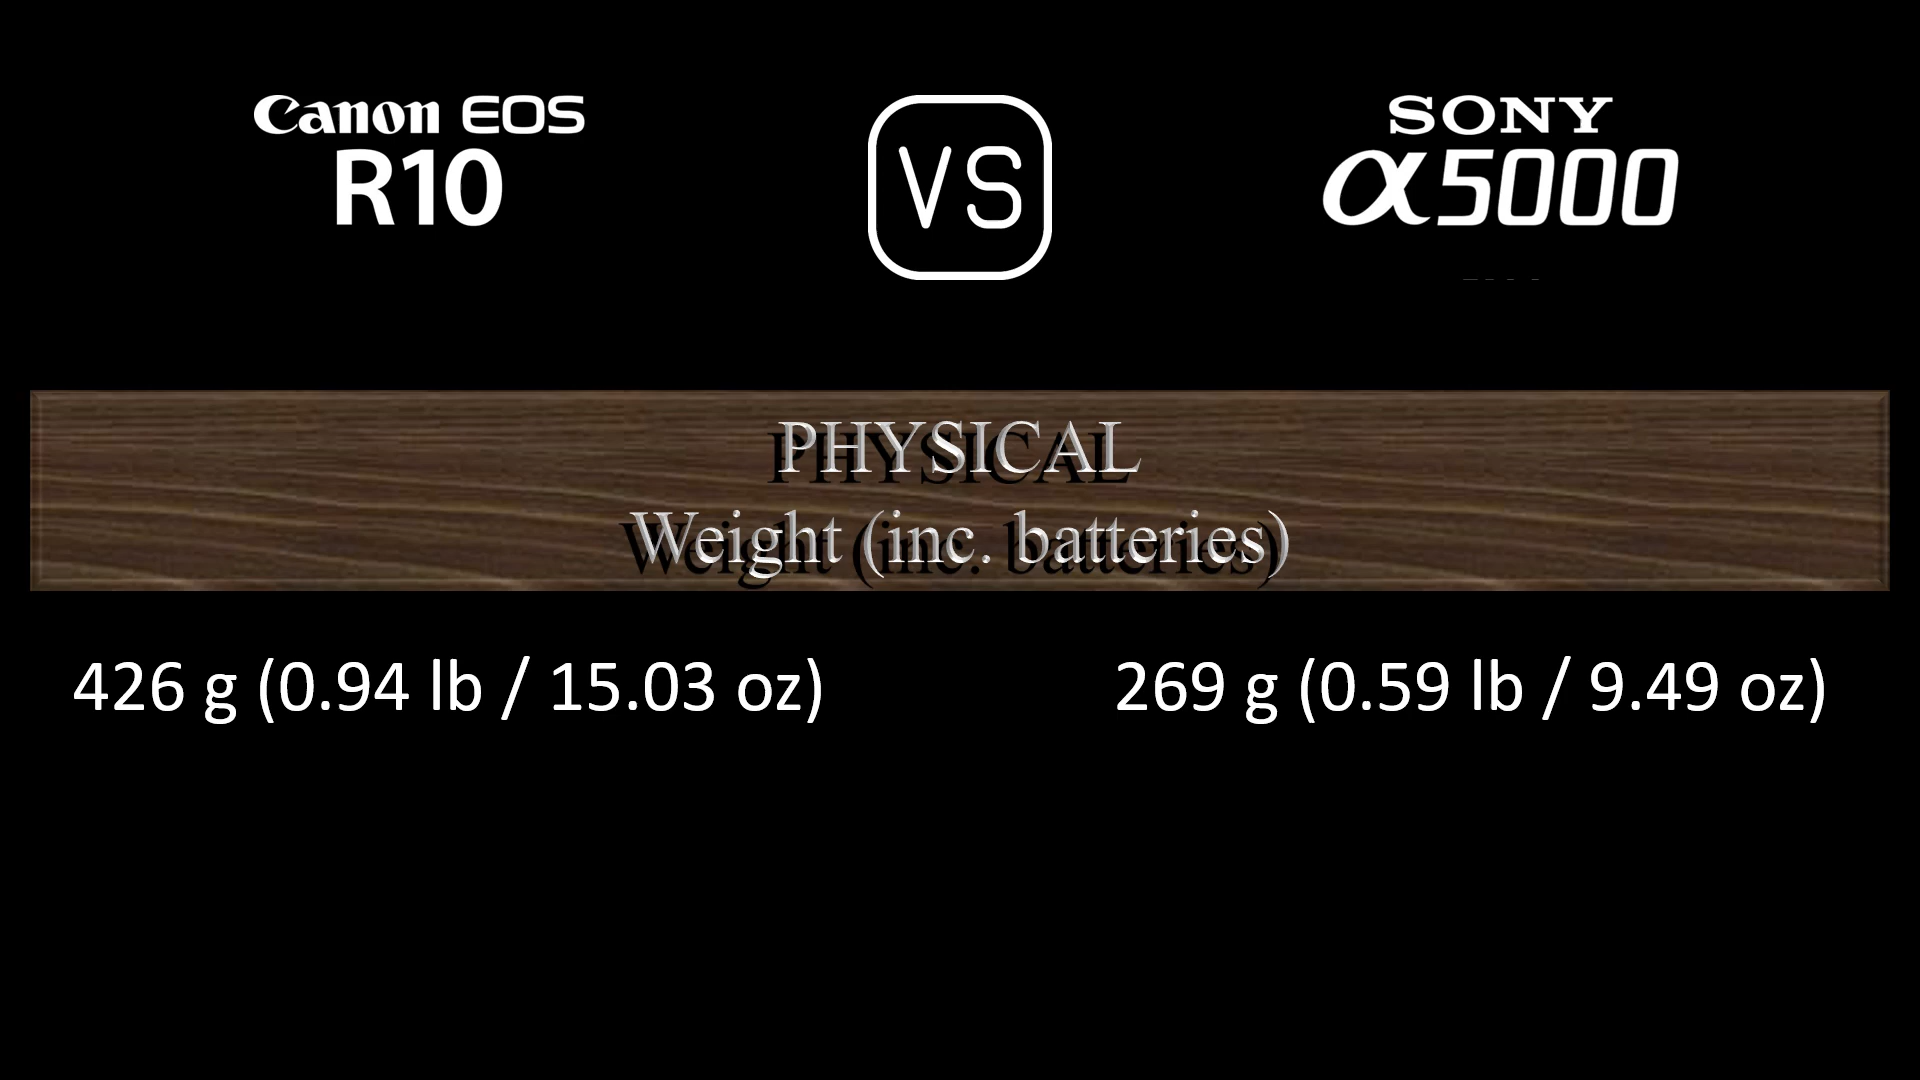 Canon EOS
R10
VS
SONY
α5000
PHYSICAL
Weight (inc. batteries)
426 g (0.94 lb / 15.03 oz)
269 g (0.59 lb / 9.49 oz)